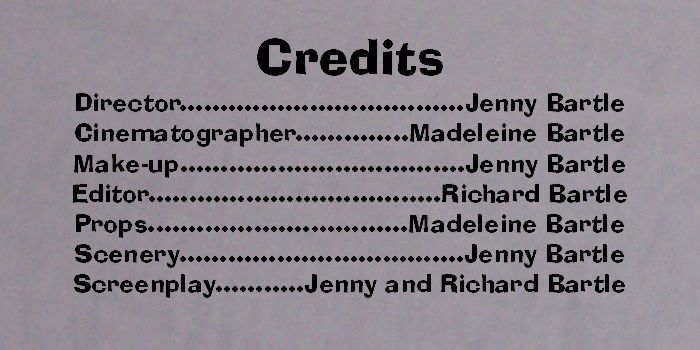 Credits
Director.................................Jenny Bartle
Cinematographer..............Madeleine Bartle
Make-up.................................Jenny Bartle
Editor..................................Richard Bartle
Props..............................Madeleine Bartle
Scenery.................................Jenny Bartle
Screenplay...........Jenny and Richard Bartle